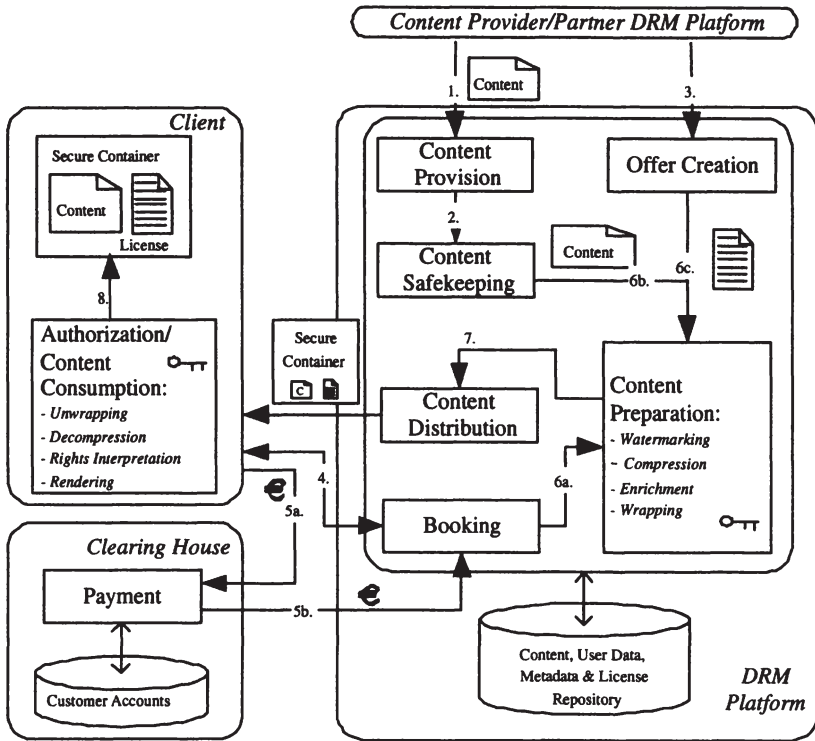 Content Provider/Partner DRM Platform
1.
Content
3.
Client
Secure Container
Content
License
8.
Authorization/
Content
Consumption:
- Unwrapping
- Decompression
- Rights Interpretation
- Rendering
Content
Provision
Offer Creation
2.
Content
Safekeeping
Content
6b.
6c.
Secure
Container
C
7.
Content
Distribution
Content
Preparation:
- Watermarking
- Compression
- Enrichment
- Wrapping
4.
6a.
€
5a.
Booking
Clearing House
Payment
€
5b.
Customer Accounts
Content, User Data,
Metadata & License
Repository
DRM
Platform